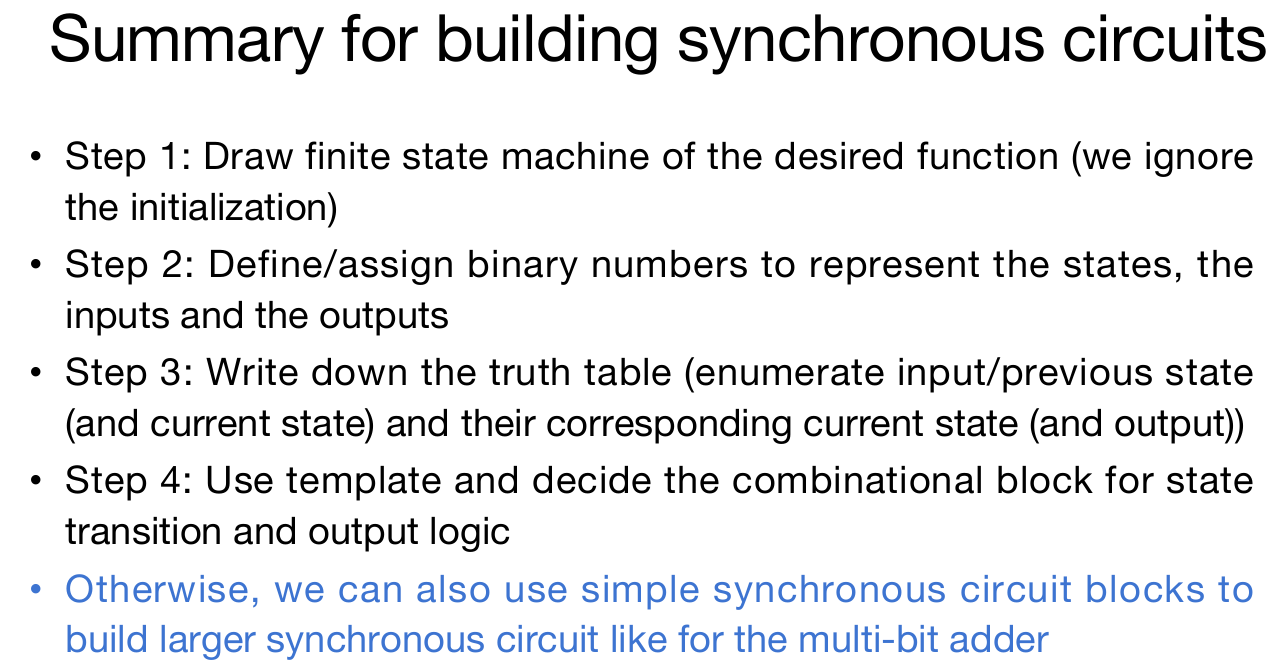 Summary for building synchronous circuits
• Step 1: Draw finite state machine of the desired function (we ignore
the initialization)
• Step 2: Define/assign binary numbers to represent the states, the
inputs and the outputs
• Step 3: Write down the truth table (enumerate input/previous state
(and current state) and their corresponding current state (and output))
• Step 4: Use template and decide the combinational block for state
transition and output logic
• Otherwise, we can also use simple synchronous circuit blocks to
build larger synchronous circuit like for the multi-bit adder